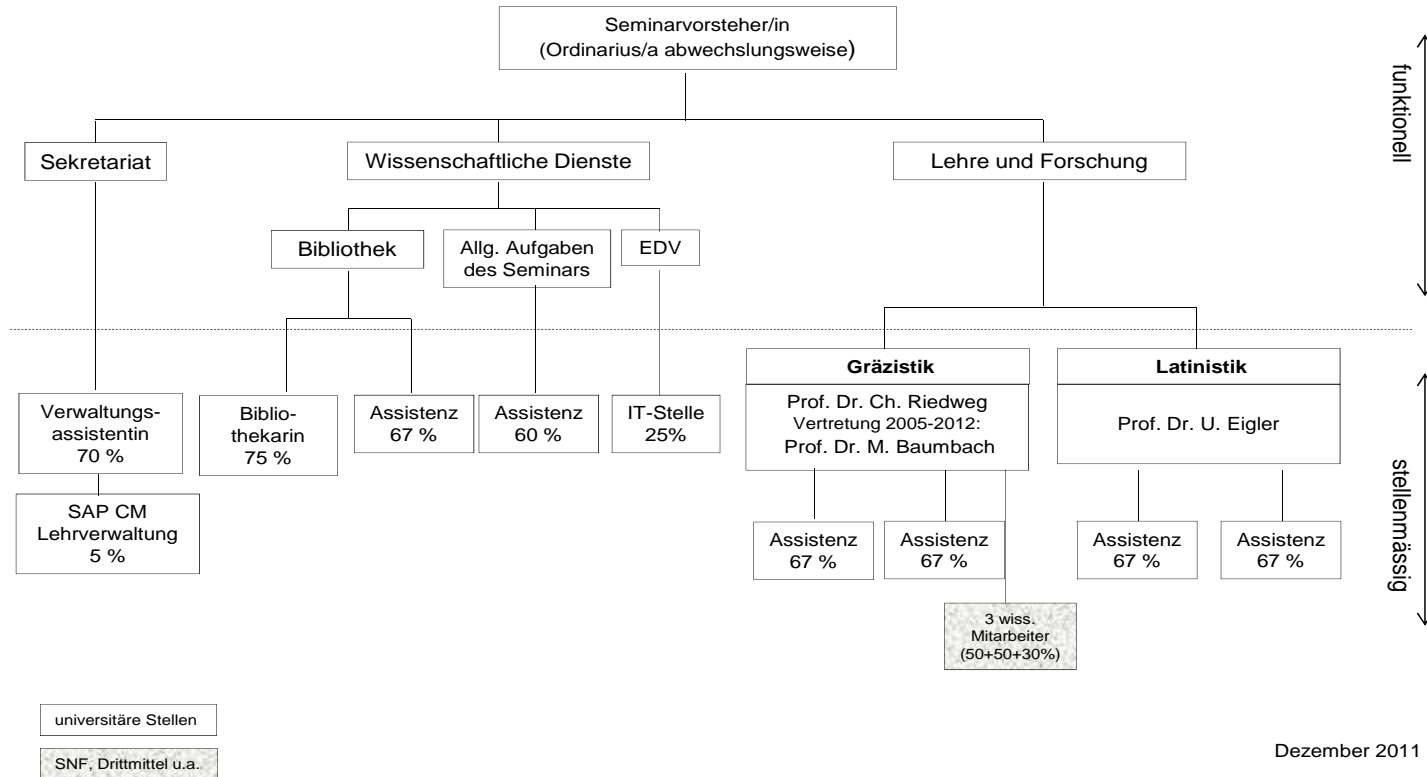 Seminarvorsteher/in
(Ordinarius/a abwechslungsweise)
funktionell
Sekretariat
Wissenschaftliche Dienste
Lehre und Forschung
Bibliothek
Allg. Aufgaben
des Seminars
EDV
Verwaltungs-
assistentin
70 %
Biblio-
thekarin
75 %
Assistenz
67 %
Assistenz
60 %
IT-Stelle
25%
Gräzistik
Prof. Dr. Ch. Riedweg
Vertretung 2005-2012:
Prof. Dr. M. Baumbach
Latinistik
Prof. Dr. U. Eigler
stellenmässig
SAP CM
Lehrverwaltung
5 %
Assistenz
67 %
Assistenz
67 %
Assistenz
67 %
Assistenz
67 %
3 wiss.
Mitarbeiter
(50+50+30%)
universitäre Stellen
SNF, Drittmittel u.a.
Dezember 2011